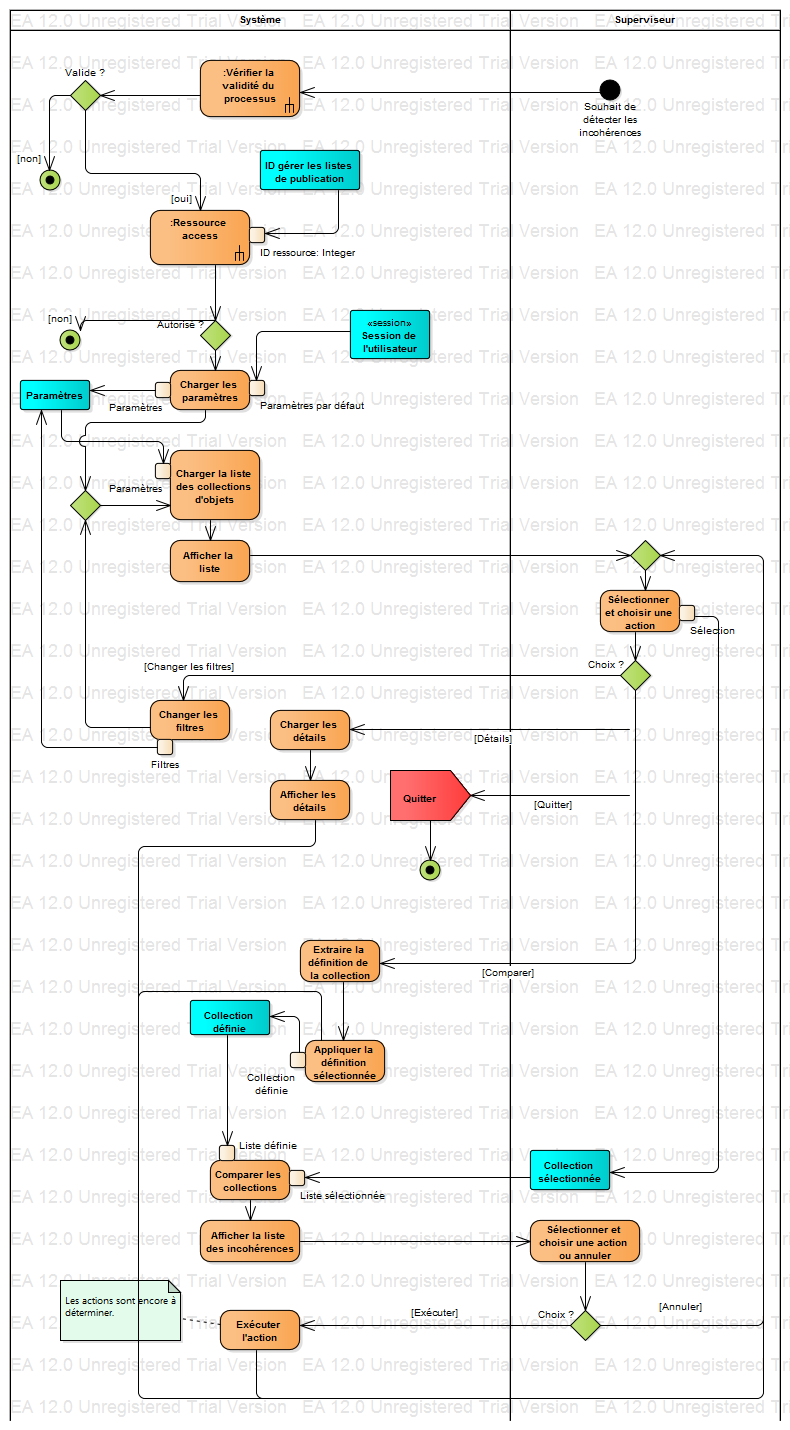 Système
Superviseur
EA 12.0 Unregistered Trial Version
Valide ?
:Vérifier la
validité du
processus
Souhait de
détecter les
incohérences
[non]
ID gérer les listes
de publication
[oui]
:Ressource
access
ID ressource: Integer
[non]
Autorisé ?
«session»
Session de
l'utilisateur
Charger les
paramètres
Paramètres
Paramètres
Paramètres par défaut
Charger la liste
des collections
d'objets
Paramètres
Afficher la
liste
Sélectionner
et choisir une
action
Sélection
Choix ?
[Changer les filtres]
Changer les
filtres
Filtres
Charger les
détails
[Détails]
Afficher les
détails
Quitter
[Quitter]
Extraire la
définition de
la collection
[Comparer]
Collection
définie
Appliquer la
définition
sélectionnée
Collection
définie
Liste définie
Comparer les
collections
Liste sélectionnée
Collection
sélectionnée
Afficher la liste
des incohérences
Sélectionner et
choisir une action
ou annuler
Les actions sont encore à
déterminer.
Exécuter
l'action
[Exécuter]
Choix ?
[Annuler]